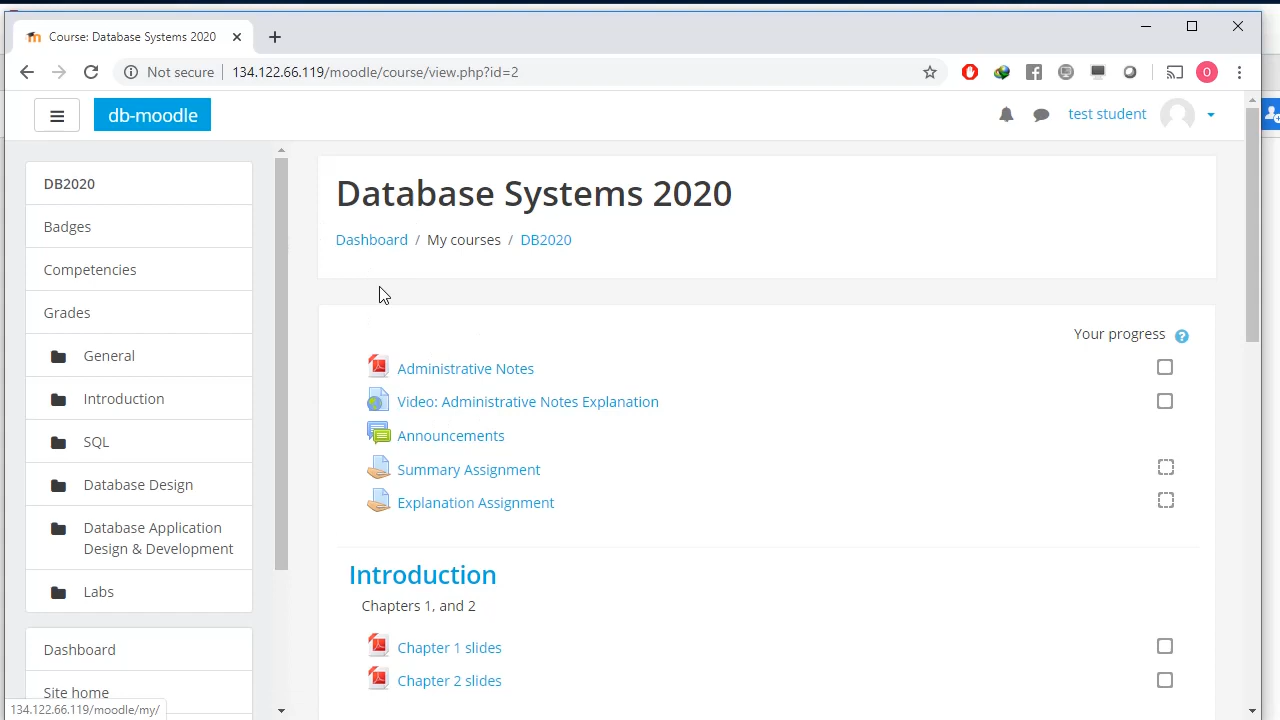 Course: Database Systems 2020
Not secure
134.122.66.119/moodle/course/view.php?id=2
O
db-moodle
test student
DB2020
Badges
Competencies
Grades
General
Introduction
SQL
Database Design
Database Application
Design & Development
Labs
Dashboard
Site home
134.122.66.119/moodle/my/
Database Systems 2020
Dashboard / My courses / DB2020
Your progress
Administrative Notes
Video: Administrative Notes Explanation
Announcements
Summary Assignment
Explanation Assignment
Introduction
Chapters 1, and 2
Chapter 1 slides
Chapter 2 slides